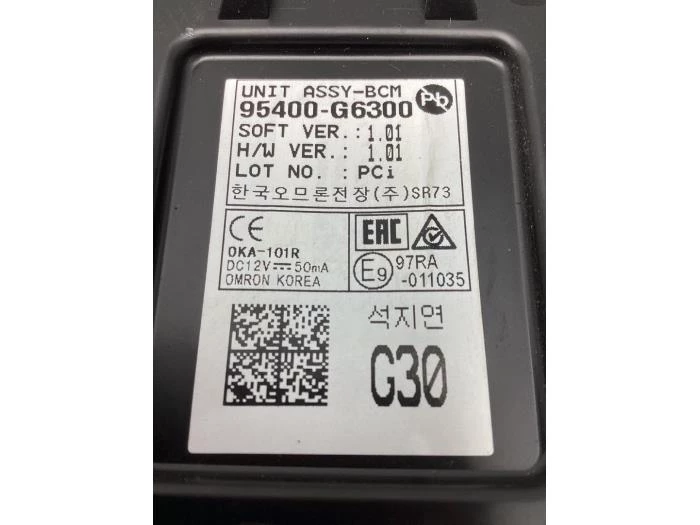 UNIT ASSY-BCM
95400-G6300 Pb
SOFT VER.: 1.01
H/W VER.: 1.01
LOT NO. : PCi
한국오므론전장(주)SR73
CE
OKA-101R
DC12V⎓50mA
OMRON KOREA
EAC
E9 97RA
-011035
석지연
G30